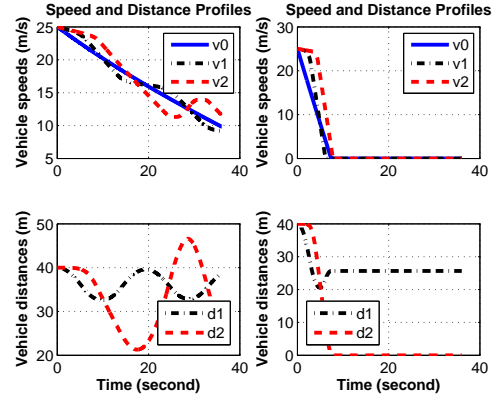 Speed and Distance Profiles
Vehicle speeds (m/s)
25
20
15
10
5
0
20
40
v0
v1
v2
Speed and Distance Profiles
Vehicle speeds (m/s)
30
20
10
0
0
20
40
v0
v1
v2
Vehicle distances (m)
50
40
30
20
0
20
40
d1
d2
Time (second)
Vehicle distances (m)
40
30
20
10
0
0
20
40
d1
d2
Time (second)